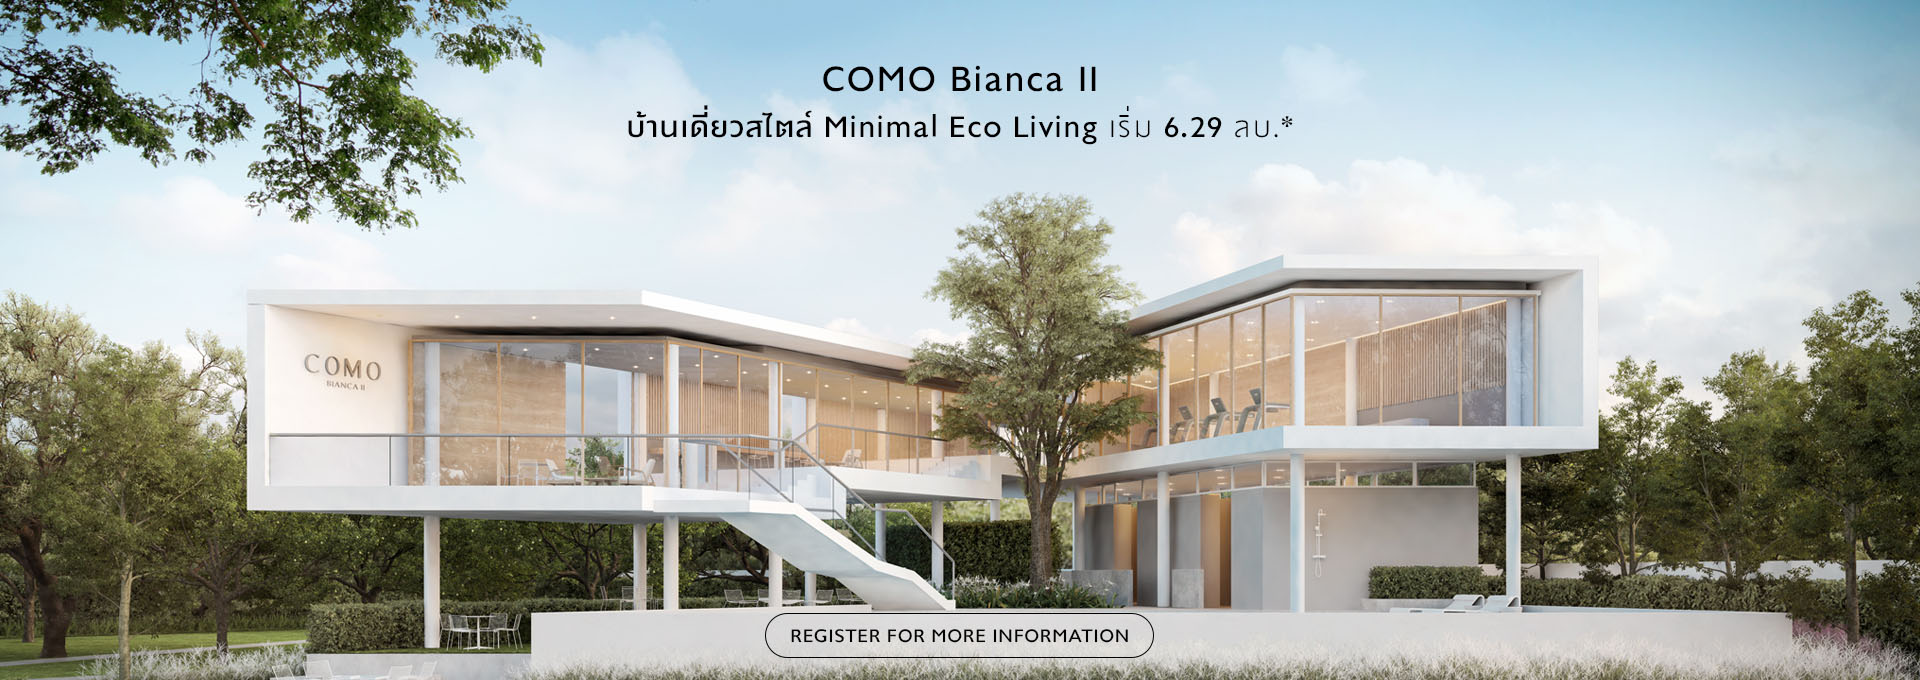 COMO Bianca II
บ้านเดี่ยวสไตล์ Minimal Eco Living เริ่ม 6.29 ลบ.*
COMO
BIANCA II
REGISTER FOR MORE INFORMATION